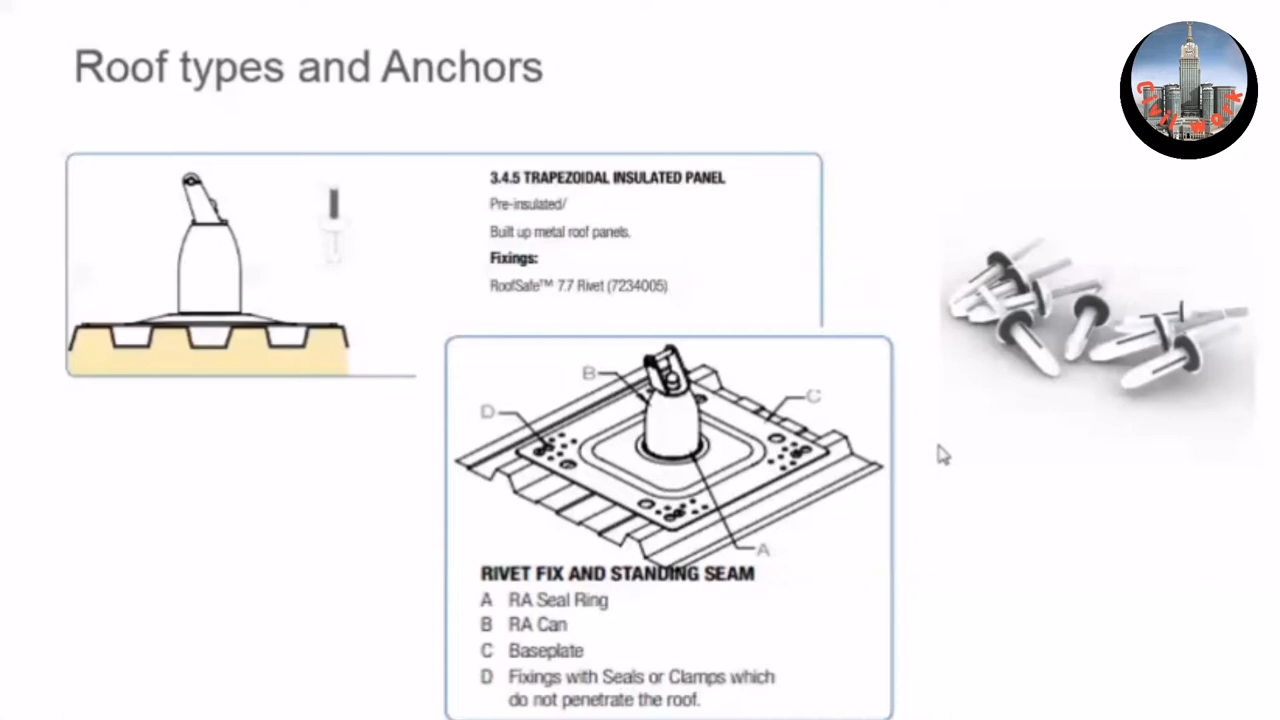 Roof types and Anchors
Civil work
3.4.5 TRAPEZOIDAL INSULATED PANEL
Pre-insulated/
Built up metal roof panels.
Fixings:
RoofSafe™ 7.7 Rivet (7234005)
B
C
D
A
RIVET FIX AND STANDING SEAM
A RA Seal Ring
B RA Can
C Baseplate
D Fixings with Seals or Clamps which
do not penetrate the roof.